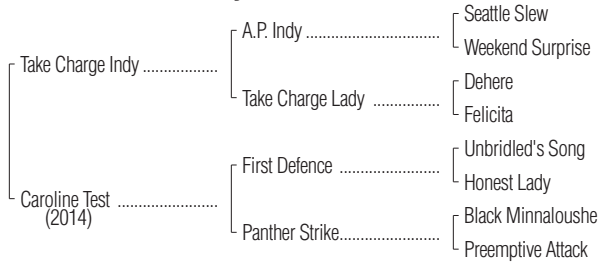 Seattle Slew
A.P. Indy
Weekend Surprise
Take Charge Indy
Dehere
Take Charge Lady
Felicita
Unbridled's Song
First Defence
Honest Lady
Caroline Test
(2014)
Black Minnaloushe
Panther Strike
Preemptive Attack